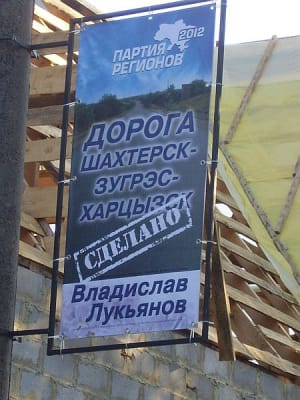 ПАРТИЯ 2012
РЕГИОНОВ
ДОРОГА
ШАХТЕРСК-
ЗУГРЭС-
ХАРЦЫЗСК
СДЕЛАНО
Владислав
Лукьянов